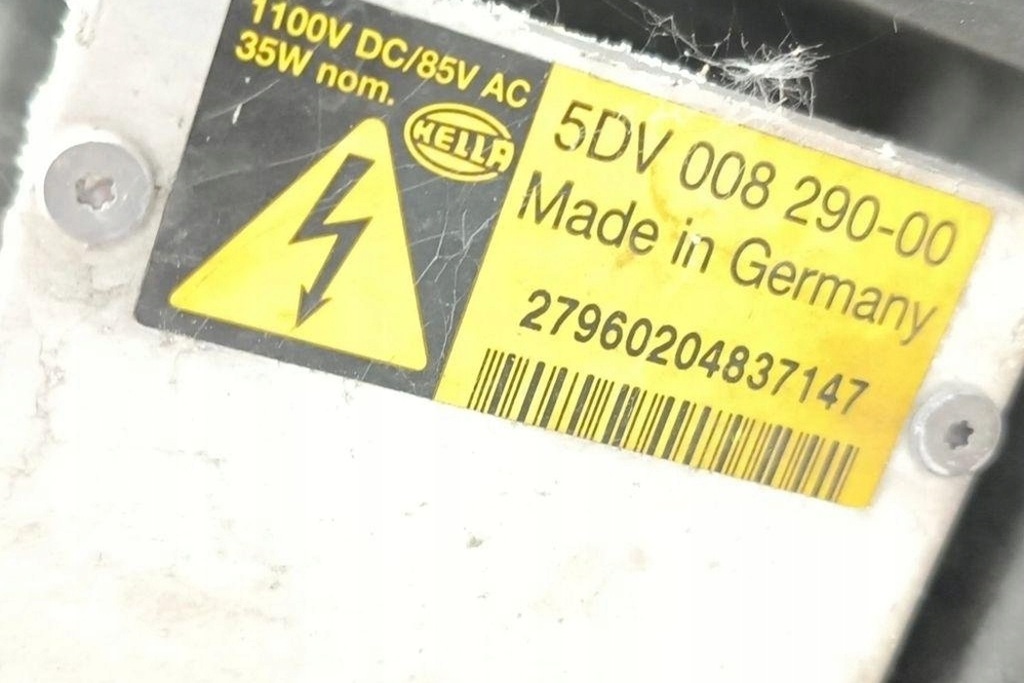 1100V DC/85V AC
35W nom.
HELLA
5DV 008 290-00
Made in Germany
27960204837147